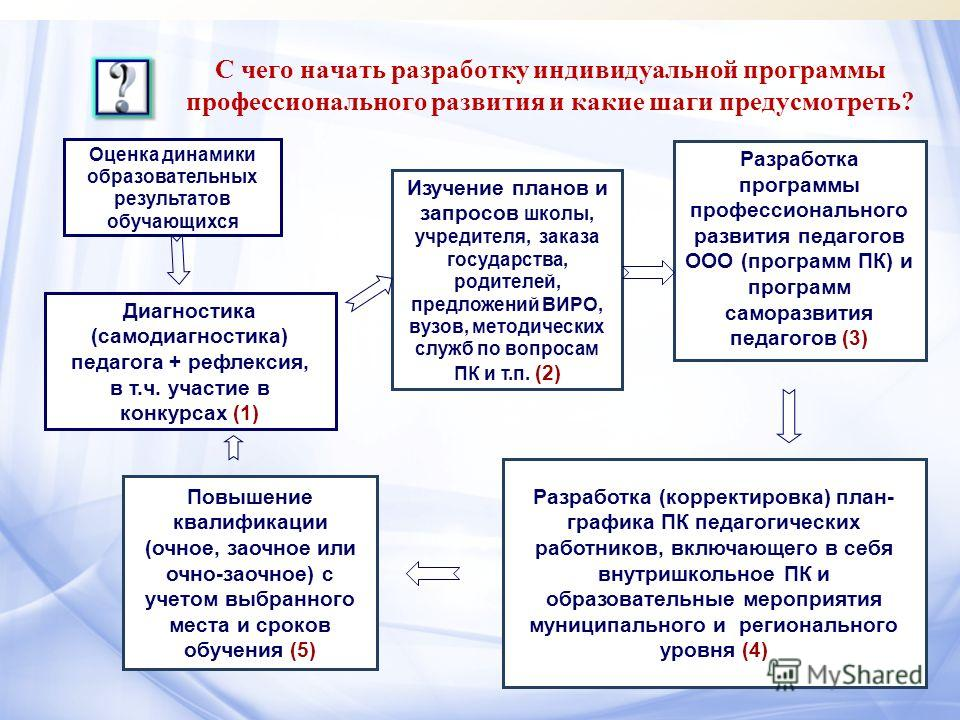 С чего начать разработку индивидуальной программы
профессионального развития и какие шаги предусмотреть?
Оценка динамики
образовательных
результатов
обучающихся
Диагностика
(самодиагностика)
педагога + рефлексия,
в т.ч. участие в
конкурсах (1)
Изучение планов и
запросов школы,
учредителя, заказа
государства,
родителей,
предложений ВИРО,
вузов, методических
служб по вопросам
ПК и т.п. (2)
Разработка
программы
профессионального
развития педагогов
ООО (программ ПК) и
программ
саморазвития
педагогов (3)
Разработка (корректировка) план-
графика ПК педагогических
работников, включающего в себя
внутришкольное ПК и
образовательные мероприятия
муниципального и регионального
уровня (4)
Повышение
квалификации
(очное, заочное или
очно-заочное) с
учетом выбранного
места и сроков
обучения (5)
MyShared